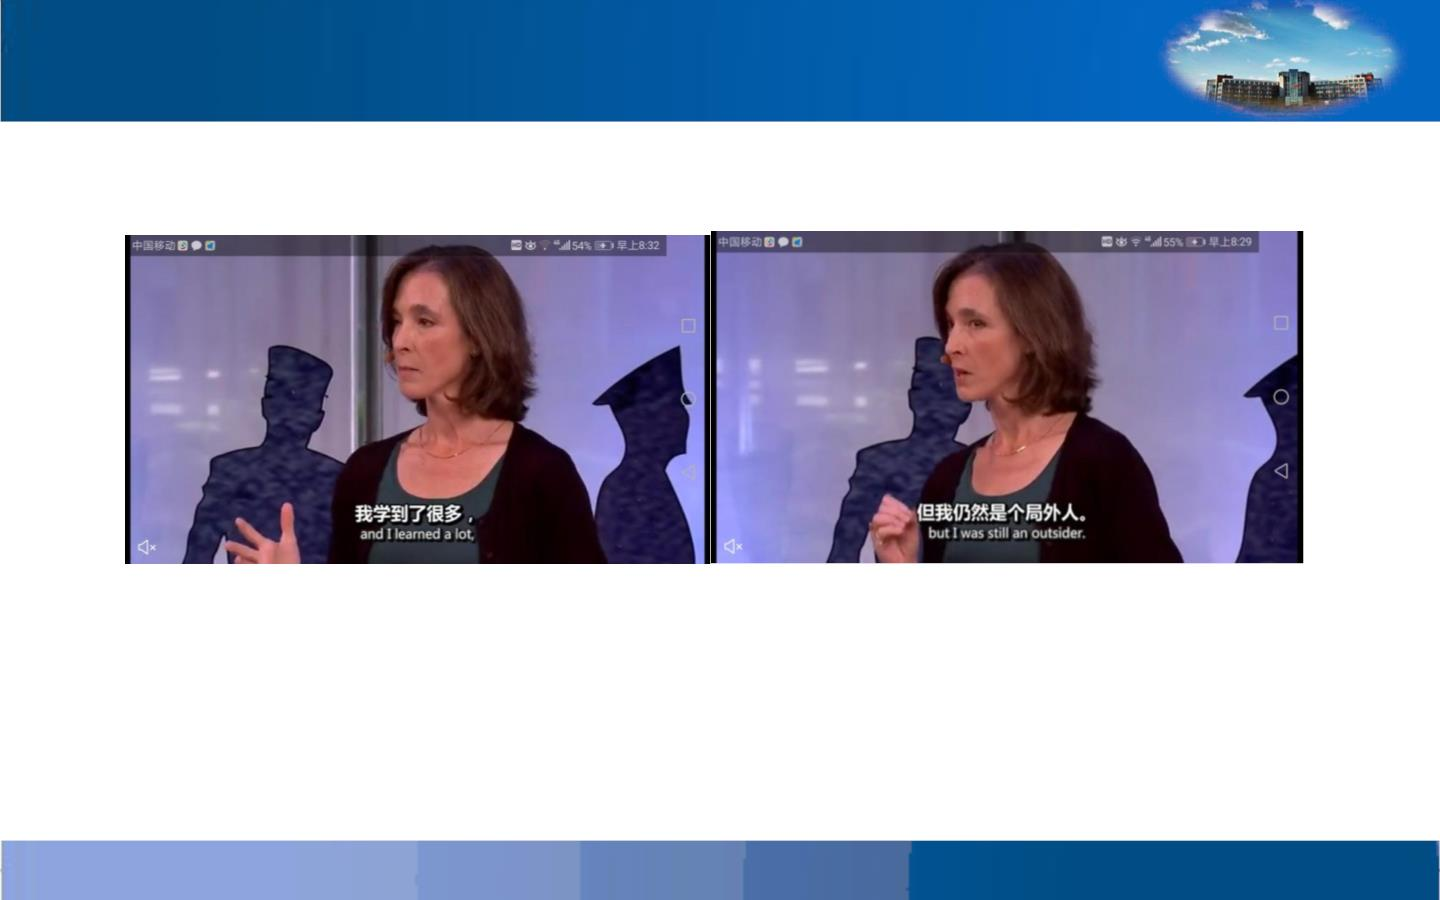 中国移动 54% 早上8:32
我学到了很多，
and I learned a lot,
中国移动 55% 早上8:29
但我仍然是个局外人。
but I was still an outsider.